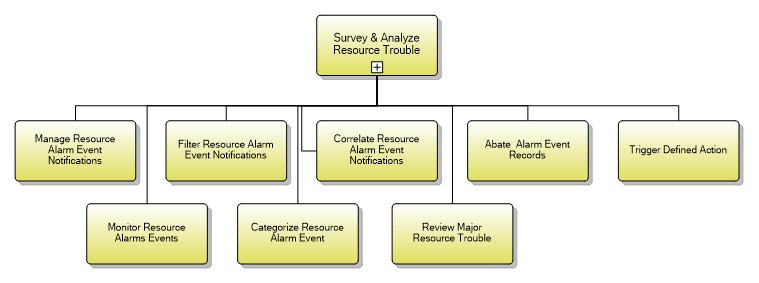 Survey & Analyze
Resource Trouble
Manage Resource
Alarm Event
Notifications
Filter Resource Alarm
Event Notifications
Correlate Resource
Alarm Event
Notifications
Abate Alarm Event
Records
Trigger Defined Action
Monitor Resource
Alarms Events
Categorize Resource
Alarm Event
Review Major
Resource Trouble